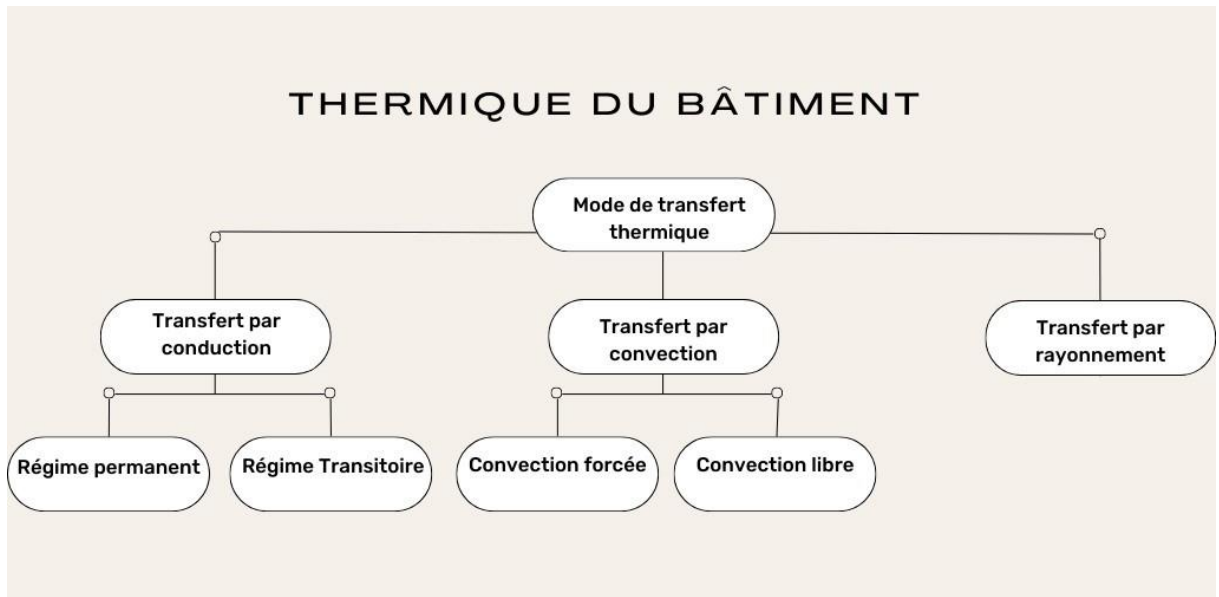 THERMIQUE DU BÂTIMENT
Mode de transfert
thermique
Transfert par
conduction
Transfert par
convection
Transfert par
rayonnement
Régime permanent
Régime Transitoire
Convection forcée
Convection libre